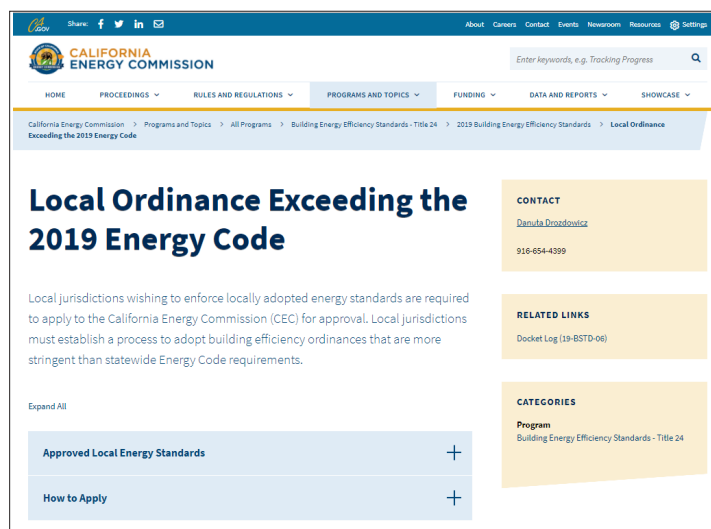 CA.GOV Share: About Careers Contact Events Newsroom Resources Settings
CALIFORNIA
ENERGY COMMISSION
Enter keywords, e.g. Tracking Progress
HOME PROCEEDINGS RULES AND REGULATIONS PROGRAMS AND TOPICS FUNDING DATA AND REPORTS SHOWCASE
California Energy Commission > Programs and Topics > All Programs > Building Energy Efficiency Standards - Title 24 > 2019 Building Energy Efficiency Standards > Local Ordinance
Exceeding the 2019 Energy Code
Local Ordinance Exceeding the
2019 Energy Code
Local jurisdictions wishing to enforce locally adopted energy standards are required
to apply to the California Energy Commission (CEC) for approval. Local jurisdictions
must establish a process to adopt building efficiency ordinances that are more
stringent than statewide Energy Code requirements.
Expand All
Approved Local Energy Standards
How to Apply
CONTACT
Danuta Drozdowicz
916-654-4399
RELATED LINKS
Docket Log (19-BSTD-06)
CATEGORIES
Program
Building Energy Efficiency Standards - Title 24